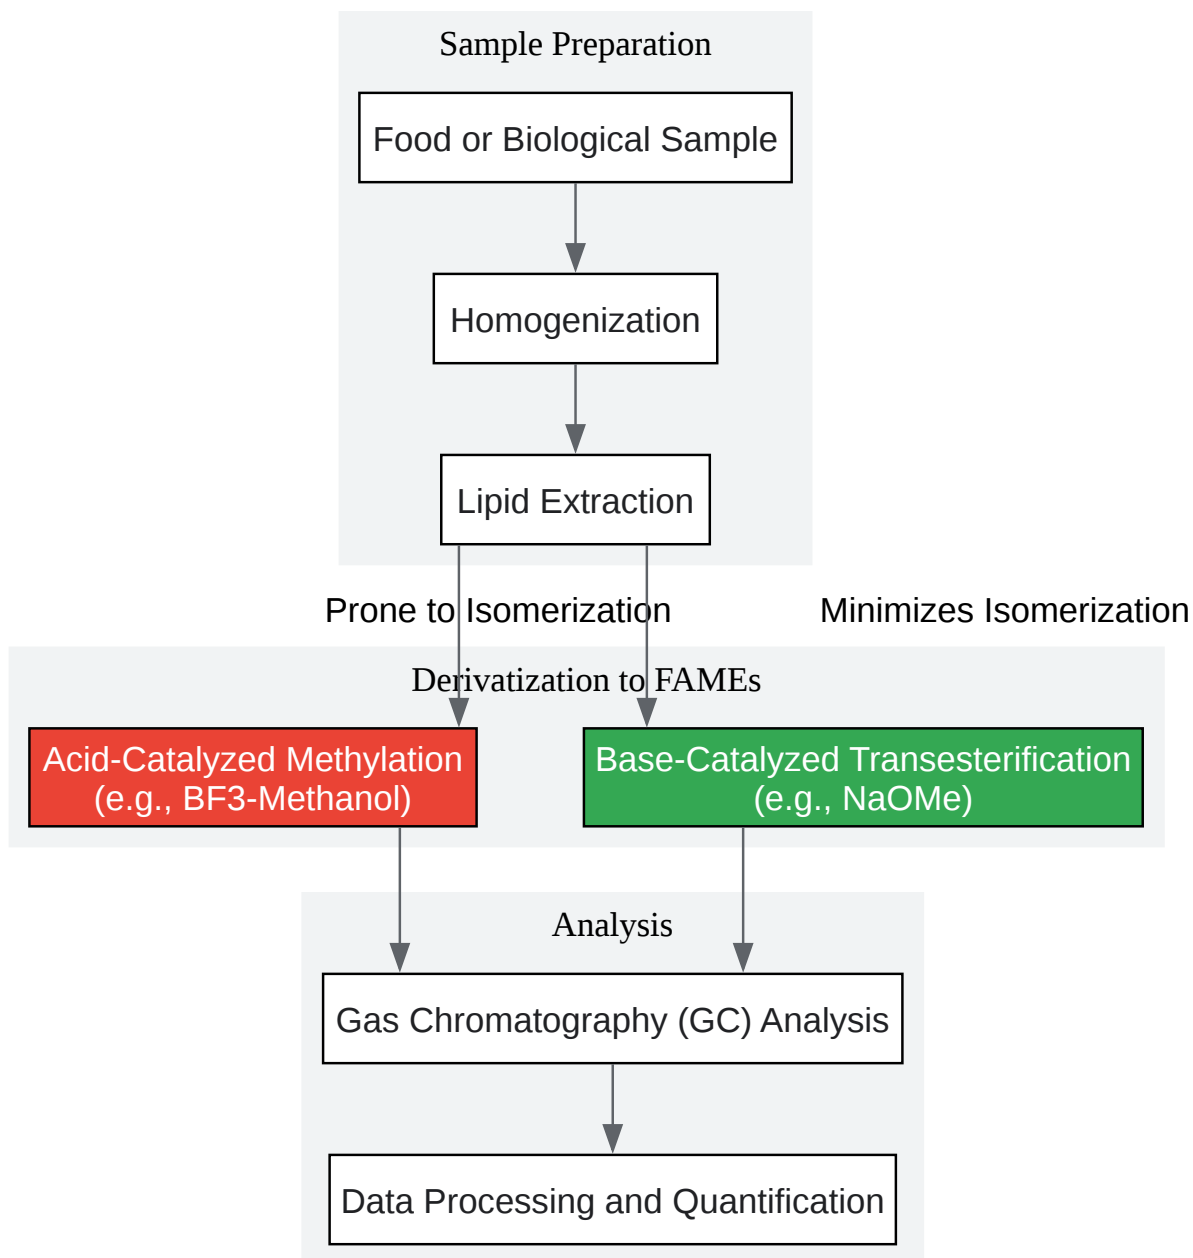 Sample Preparation
Food or Biological Sample
Homogenization
Lipid Extraction
Prone to Isomerization
Minimizes Isomerization
Derivatization to FAMEs
Acid-Catalyzed Methylation
(e.g., BF3-Methanol)
Base-Catalyzed Transesterification
(e.g., NaOMe)
Analysis
Gas Chromatography (GC) Analysis
Data Processing and Quantification